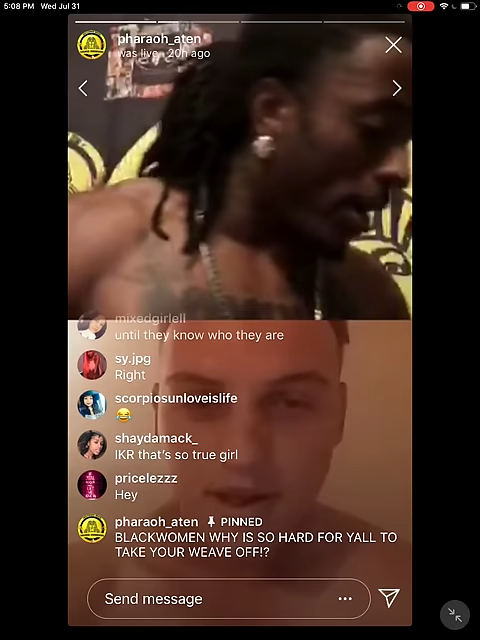 5:08 PM Wed Jul 31
pharaoh_aten
was live · 20h ago
mixedgirlell
until they know who they are
sy.jpg
Right
scorpiosunloveislife
😂
shaydamack_
IKR that's so true girl
pricelezzz
Hey
pharaoh_aten PINNED
BLACKWOMEN WHY IS SO HARD FOR YALL TO
TAKE YOUR WEAVE OFF!?
Send message